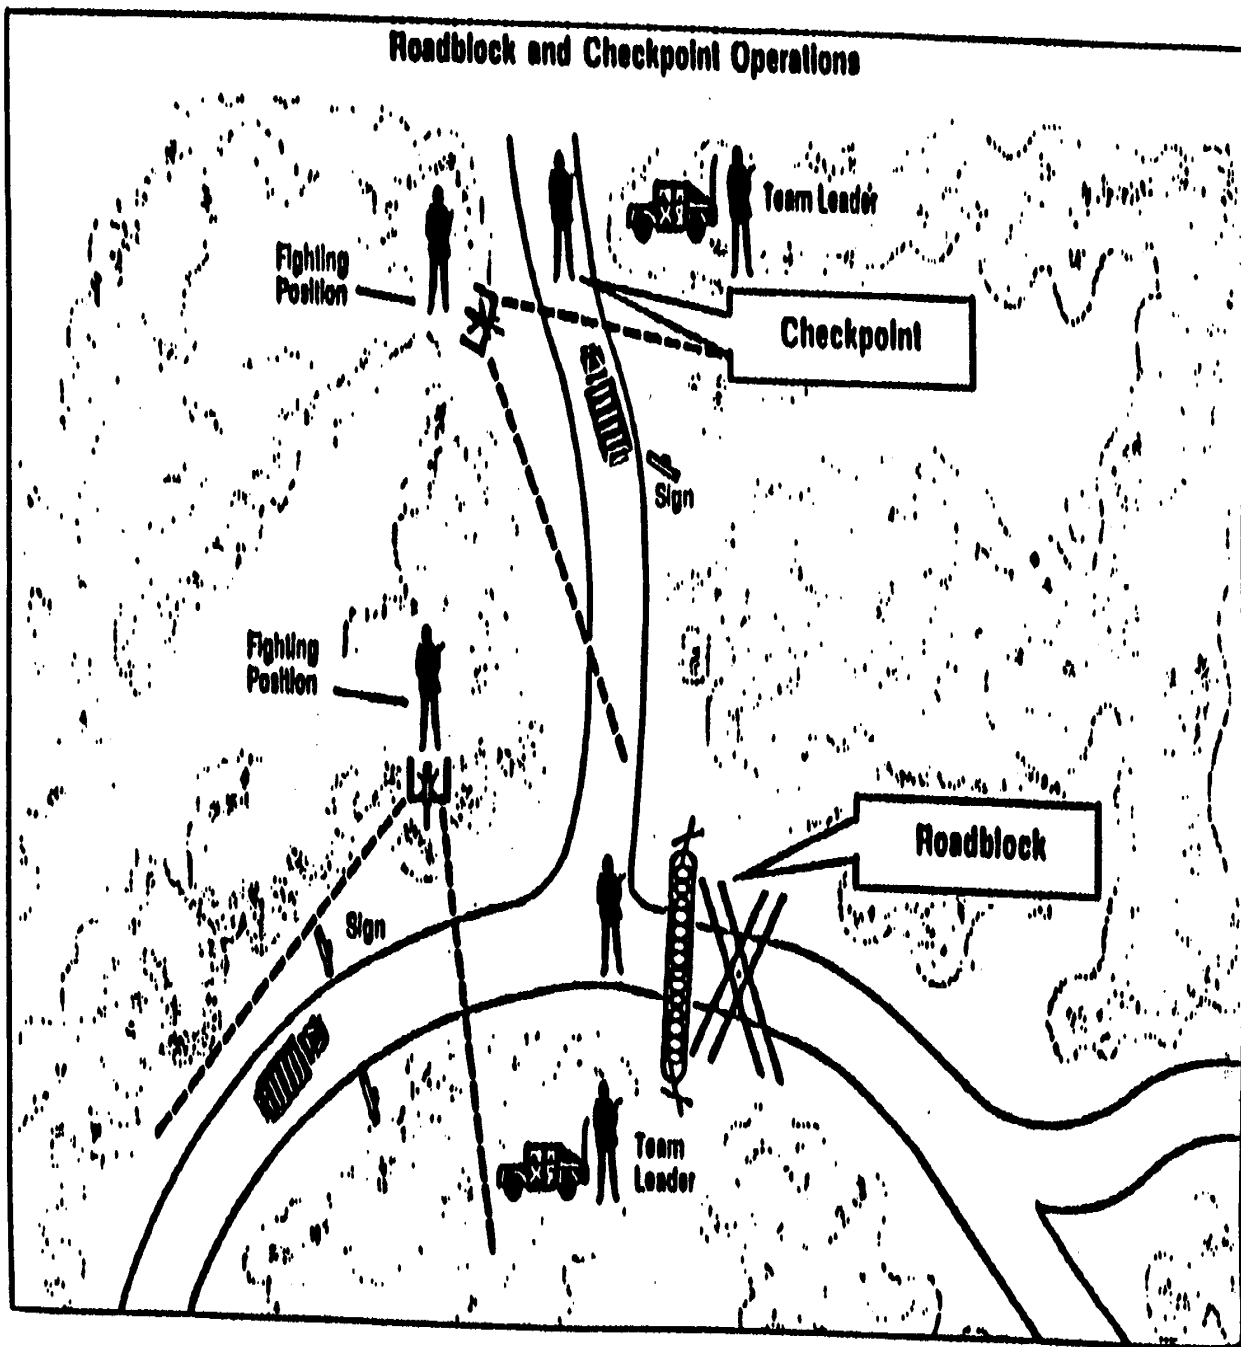 Roadblock and Checkpoint Operations
Team Leader
Fighting
Position
Checkpoint
Sign
Fighting
Position
Roadblock
Sign
Team
Leader